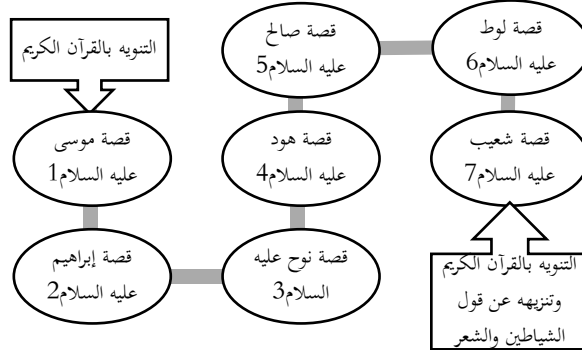 التنويه بالقرآن الكريم
قصة موسى
عليه السلام1
قصة إبراهيم
عليه السلام2
قصة نوح عليه
السلام3
قصة هود
عليه السلام4
قصة صالح
عليه السلام5
قصة لوط
عليه السلام6
قصة شعيب
عليه السلام7
التنويه بالقرآن الكريم
وتنزيهه عن قول
الشياطين والشعر